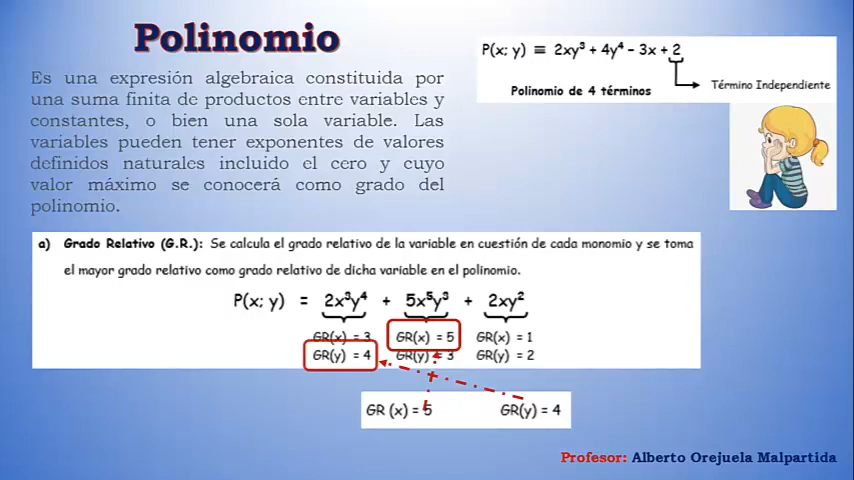 Polinomio
Es una expresión algebraica constituida por
una suma finita de productos entre variables y
constantes, o bien una sola variable. Las
variables pueden tener exponentes de valores
definidos naturales incluido el cero y cuyo
valor máximo se conocerá como grado del
polinomio.
P(x; y) ≡ 2xy³ + 4y⁴ - 3x + 2
Término Independiente
Polinomio de 4 términos
a) Grado Relativo (G.R.): Se calcula el grado relativo de la variable en cuestión de cada monomio y se toma
el mayor grado relativo como grado relativo de dicha variable en el polinomio.
P(x; y) = 2x³y⁴ + 5x⁵y³ + 2xy²
GR(x) = 3 GR(x) = 5 GR(x) = 1
GR(y) = 4 GR(y) = 3 GR(y) = 2
GR (x) = 5 GR(y) = 4
Profesor: Alberto Orejuela Malpartida